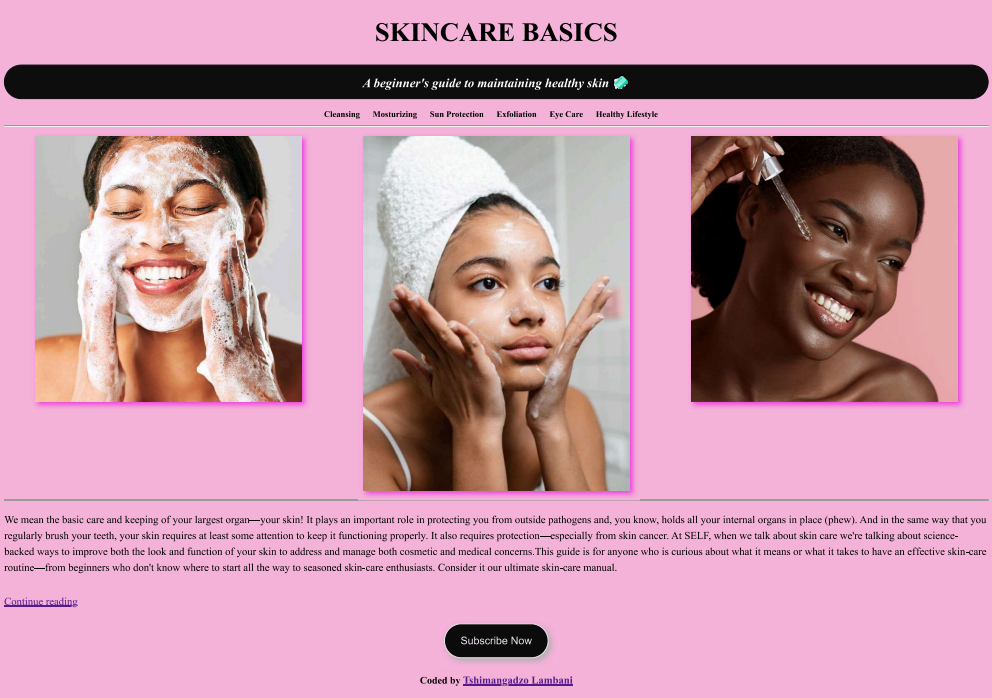 SKINCARE BASICS
A beginner's guide to maintaining healthy skin 🧼
Cleansing Mosturizing Sun Protection Exfoliation Eye Care Healthy Lifestyle
We mean the basic care and keeping of your largest organ—your skin! It plays an important role in protecting you from outside pathogens and, you know, holds all your internal organs in place (phew). And in the same way that you
regularly brush your teeth, your skin requires at least some attention to keep it functioning properly. It also requires protection—especially from skin cancer. At SELF, when we talk about skin care we're talking about science-
backed ways to improve both the look and function of your skin to address and manage both cosmetic and medical concerns.This guide is for anyone who is curious about what it means or what it takes to have an effective skin-care
routine—from beginners who don't know where to start all the way to seasoned skin-care enthusiasts. Consider it our ultimate skin-care manual.
Continue reading
Subscribe Now
Coded by Tshimangadzo Lambani